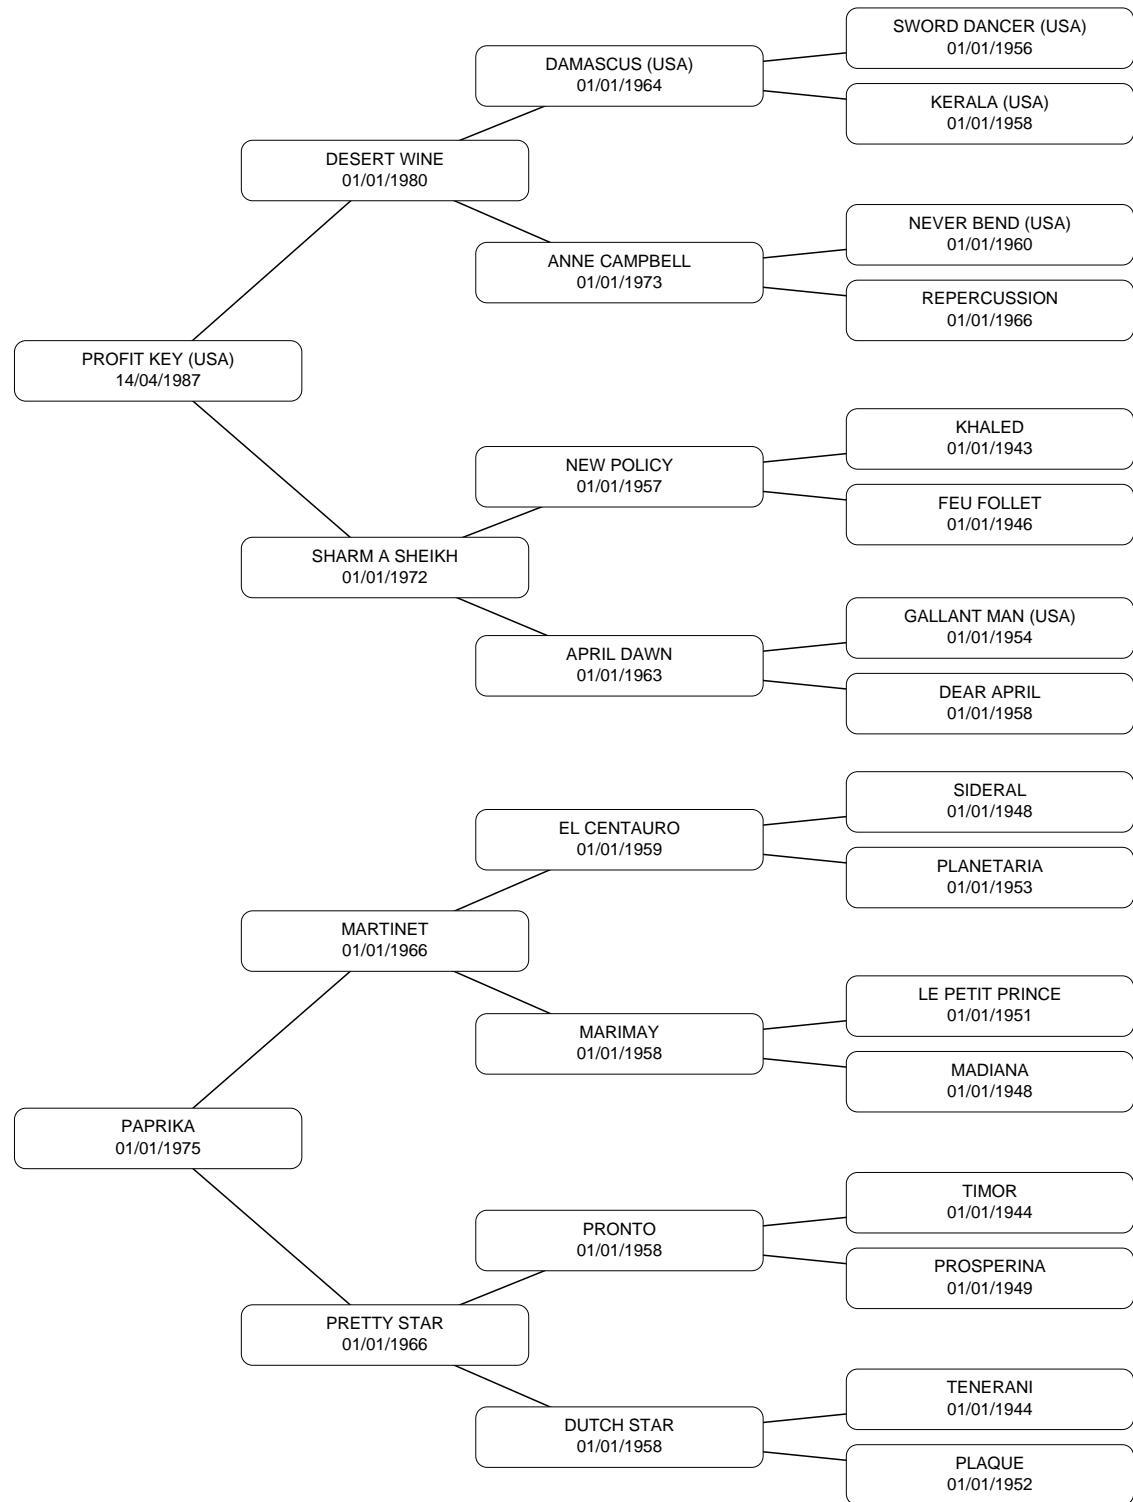 SWORD DANCER (USA)
01/01/1956
DAMASCUS (USA)
01/01/1964
KERALA (USA)
01/01/1958
DESERT WINE
01/01/1980
NEVER BEND (USA)
01/01/1960
ANNE CAMPBELL
01/01/1973
REPERCUSSION
01/01/1966
PROFIT KEY (USA)
14/04/1987
KHALED
01/01/1943
NEW POLICY
01/01/1957
FEU FOLLET
01/01/1946
SHARM A SHEIKH
01/01/1972
GALLANT MAN (USA)
01/01/1954
APRIL DAWN
01/01/1963
DEAR APRIL
01/01/1958
SIDERAL
01/01/1948
EL CENTAURO
01/01/1959
PLANETARIA
01/01/1953
MARTINET
01/01/1966
LE PETIT PRINCE
01/01/1951
MARIMAY
01/01/1958
MADIANA
01/01/1948
PAPRIKA
01/01/1975
TIMOR
01/01/1944
PRONTO
01/01/1958
PROSPERINA
01/01/1949
PRETTY STAR
01/01/1966
TENERANI
01/01/1944
DUTCH STAR
01/01/1958
PLAQUE
01/01/1952